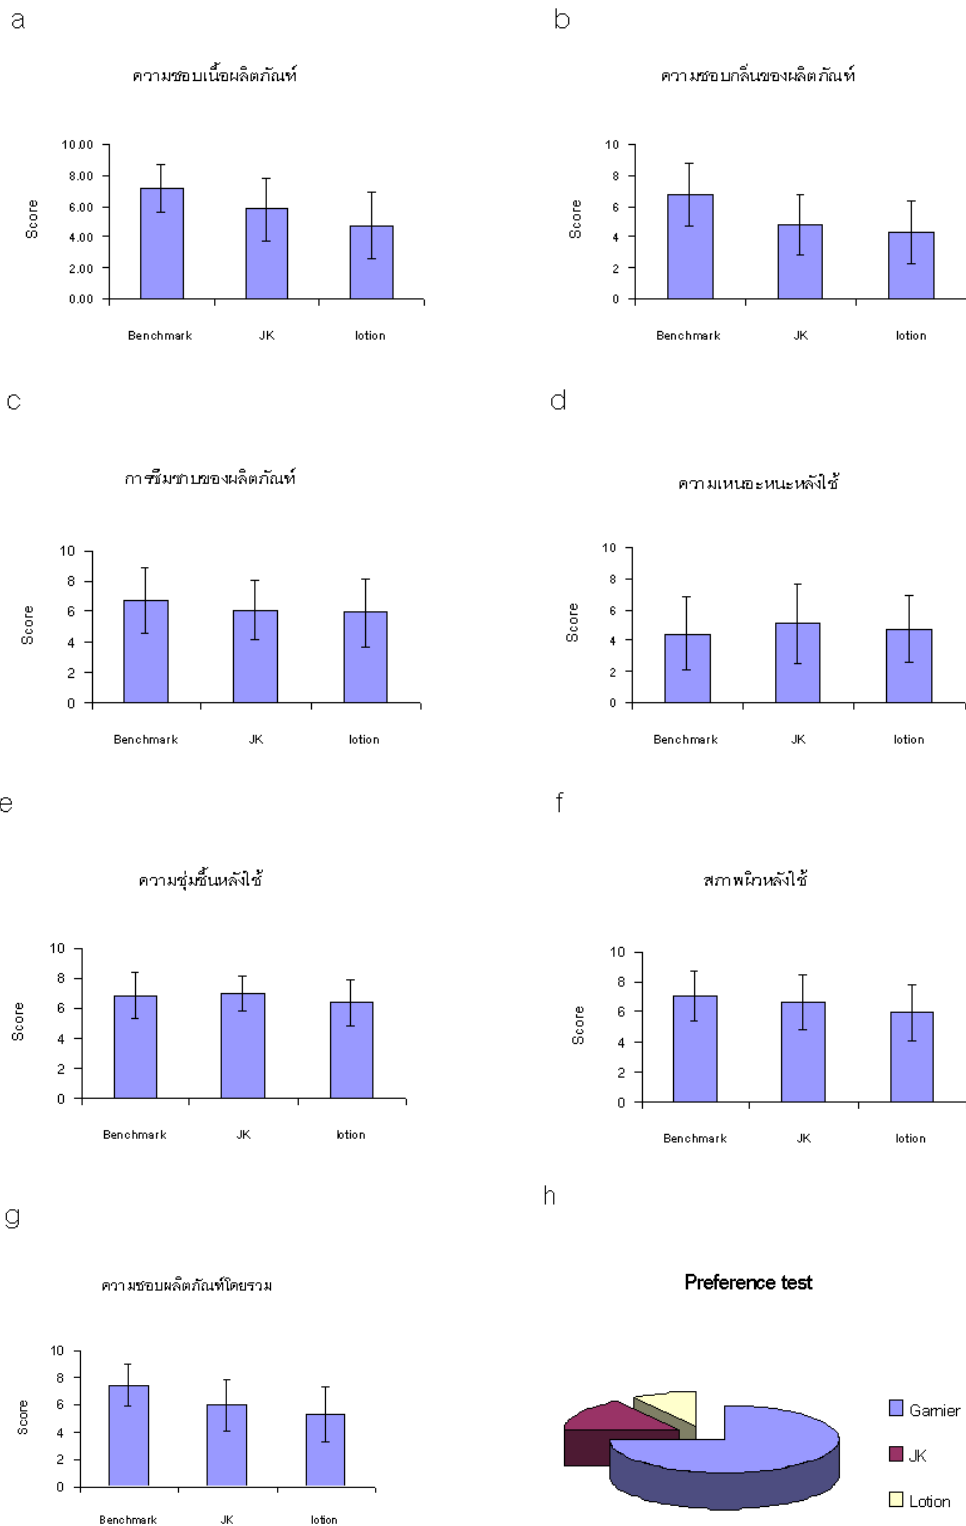 a
ความชอบเนื้อผลิตภัณฑ์
10.00
8.00
6.00
4.00
2.00
0.00
Score
Benchmark JK lotion
b
ความชอบกลิ่นของผลิตภัณฑ์
10
8
6
4
2
0
Score
Benchmark JK lotion
c
การซึมซาบของผลิตภัณฑ์
10
8
6
4
2
0
Score
Benchmark JK lotion
d
ความเหนอะหนะหลังใช้
10
8
6
4
2
0
Score
Benchmark JK lotion
e
ความชุ่มชื้นหลังใช้
10
8
6
4
2
0
Score
Benchmark JK lotion
f
สภาพผิวหลังใช้
10
8
6
4
2
0
Score
Benchmark JK lotion
g
ความชอบผลิตภัณฑ์โดยรวม
10
8
6
4
2
0
Score
Benchmark JK lotion
h
Preference test
Garnier
JK
Lotion